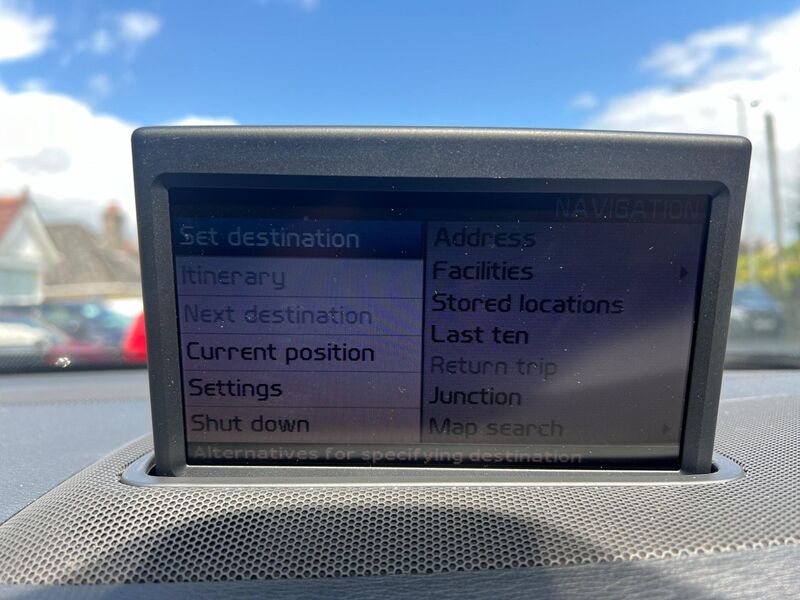 NAVIGATION
Set destination
Itinerary
Next destination
Current position
Settings
Shut down
Address
Facilities
Stored locations
Last ten
Return trip
Junction
Map search
Alternatives for specifying destination